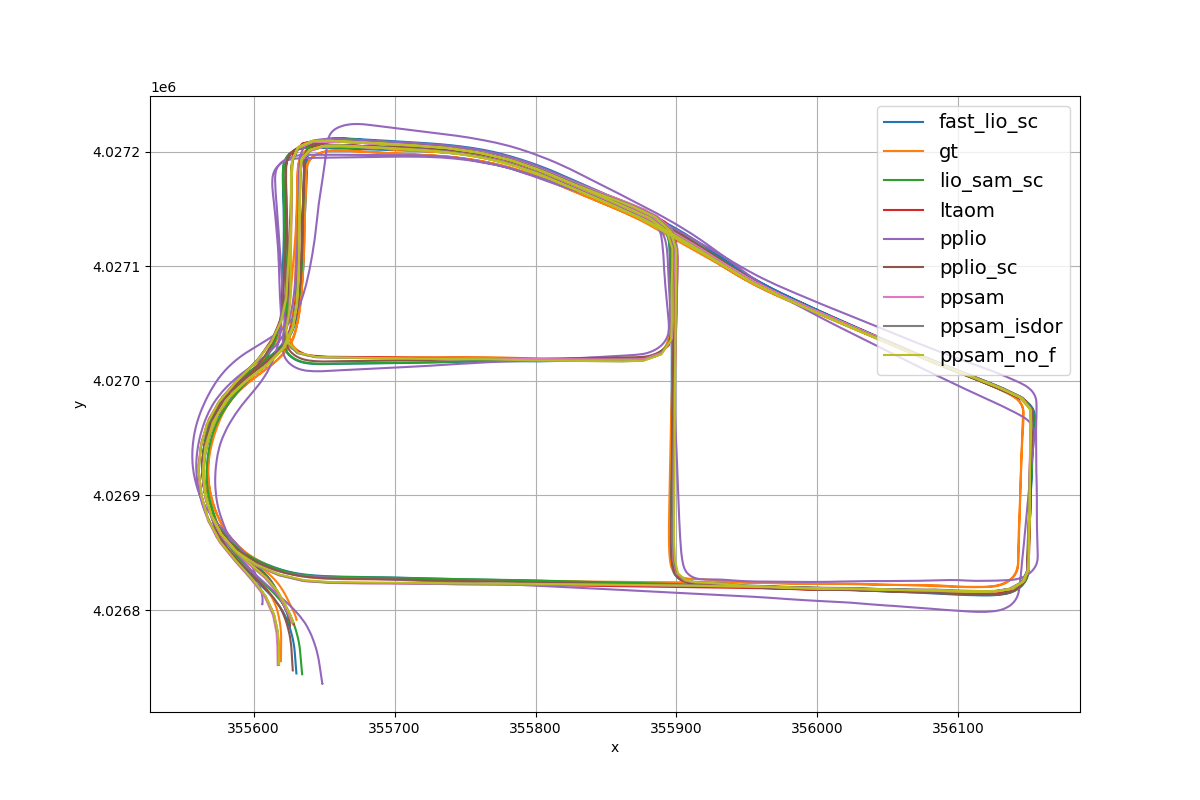 1e6
4.0272
4.0271
4.0270
4.0269
4.0268
y
355600 355700 355800 355900 356000 356100
x
fast_lio_sc
gt
lio_sam_sc
ltaom
pplio
pplio_sc
ppsam
ppsam_isdor
ppsam_no_f